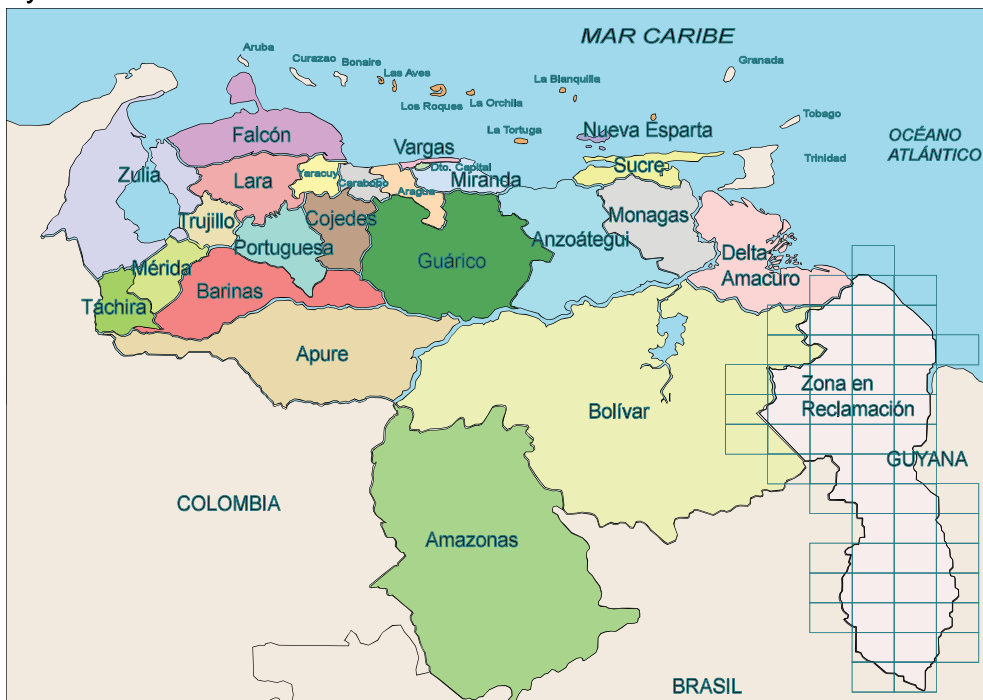 MAR CARIBE
Aruba
Curazao
Bonaire
Las Aves
Los Roques
La Orchila
La Blanquilla
La Tortuga
Granada
Tobago
Trinidad
OCÉANO
ATLÁNTICO
Falcón
Vargas
Dto. Capital
Nueva Esparta
Zulia
Lara
Yaracuy
Carabobo
Aragua
Miranda
Sucre
Trujillo
Cojedes
Portuguesa
Monagas
Anzoátegui
Guárico
Delta
Amacuro
Mérida
Barinas
Táchira
Apure
Bolívar
Zona en
Reclamación
GUYANA
COLOMBIA
Amazonas
BRASIL